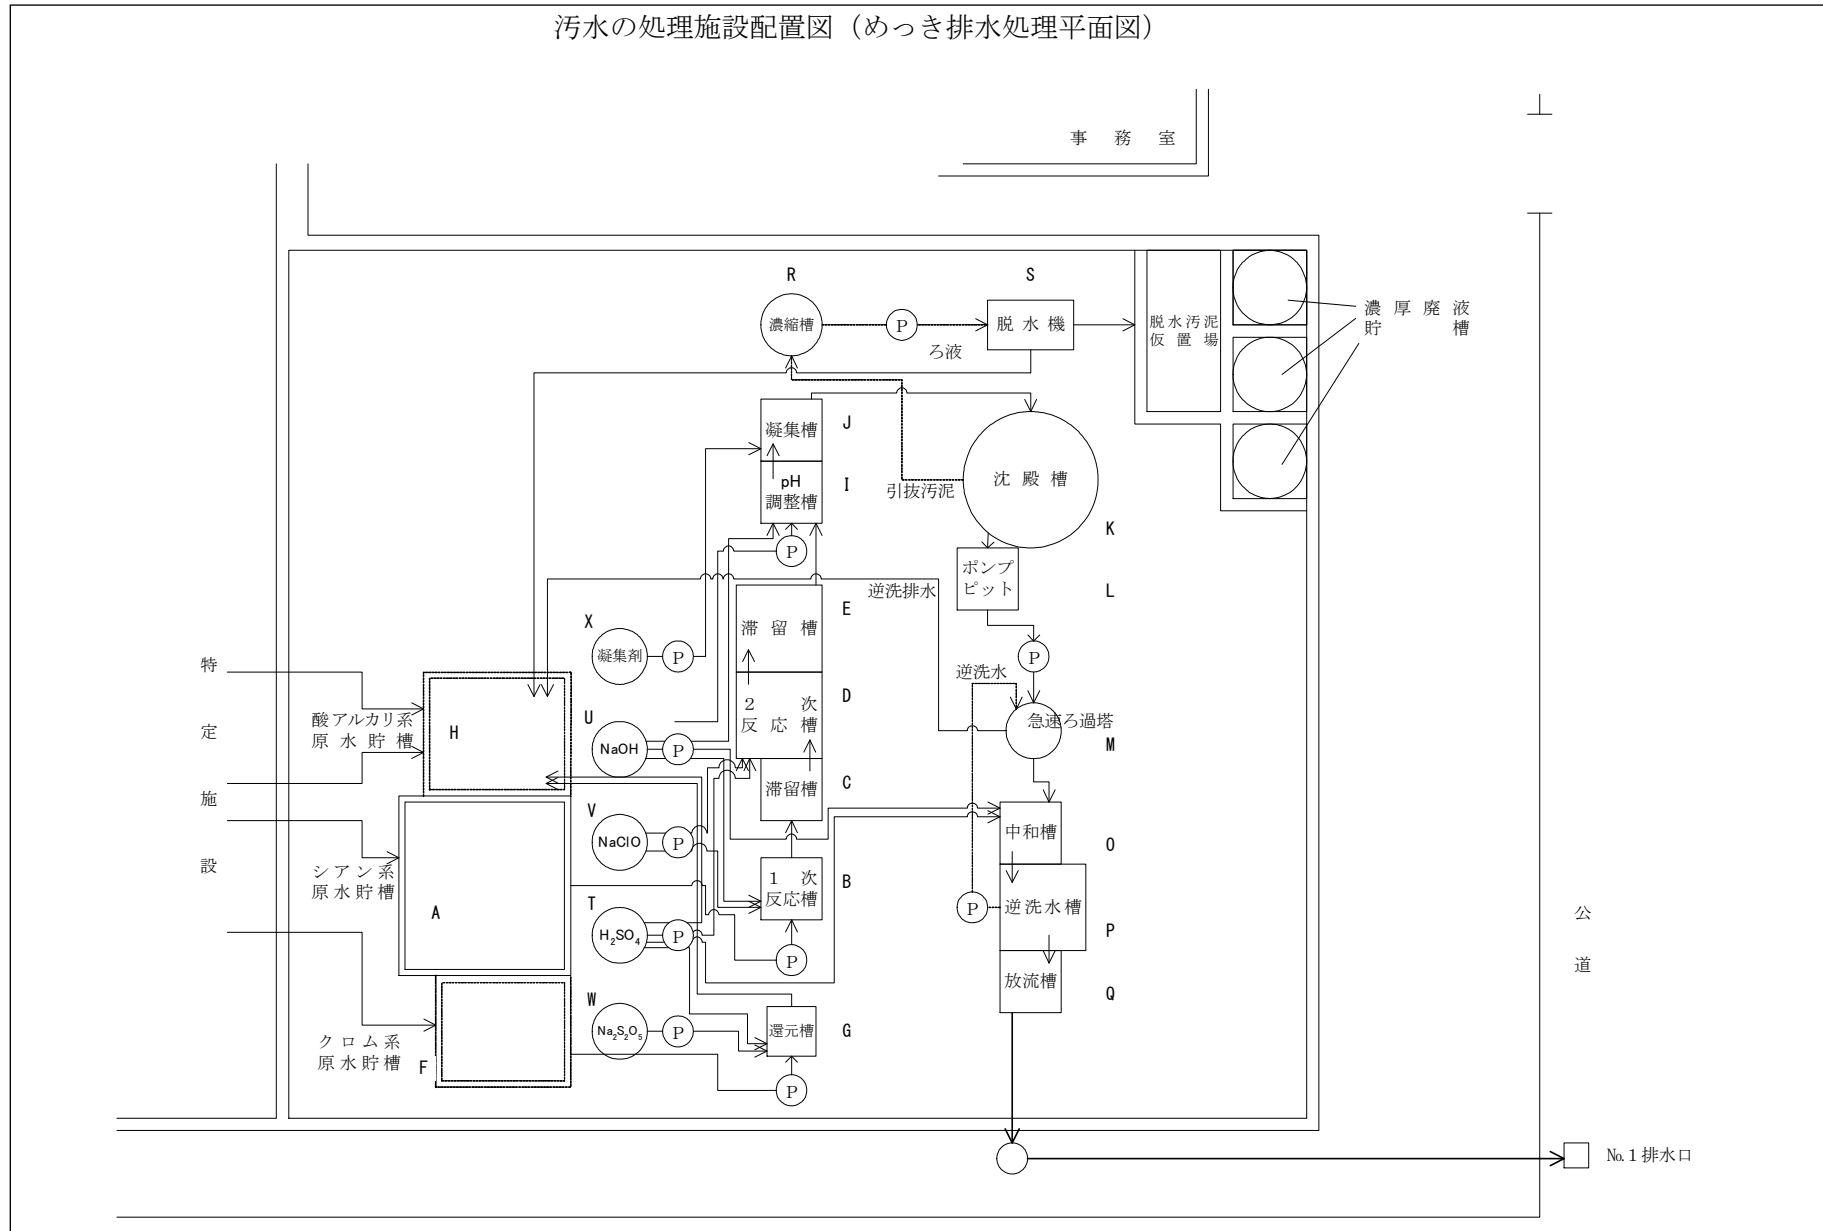 汚水の処理施設配置図（めっき排水処理平面図）
事　務　室
R
S
濃縮槽
P
脱 水 機
ろ液
脱水汚泥
仮置場
濃 厚 廃 液
貯　　　槽
J
凝集槽
I
pH
調整槽
P
引抜汚泥
沈 殿 槽
K
ポンプ
ピット
L
逆洗排水
E
滞 留 槽
X
凝集剤
P
P
逆洗水
急速ろ過塔
M
D
2　次
反 応 槽
U
NaOH
P
特
定
施
設
酸アルカリ系
原 水 貯 槽
H
C
滞留槽
V
NaClO
P
中和槽
O
シアン系
原水貯槽
A
B
1　次
反応槽
T
H₂SO₄
P
P
P
逆洗水槽
P
放流槽
Q
W
Na₂S₂O₅
P
還元槽
G
クロム系
原水貯槽
F
P
公
道
№1排水口